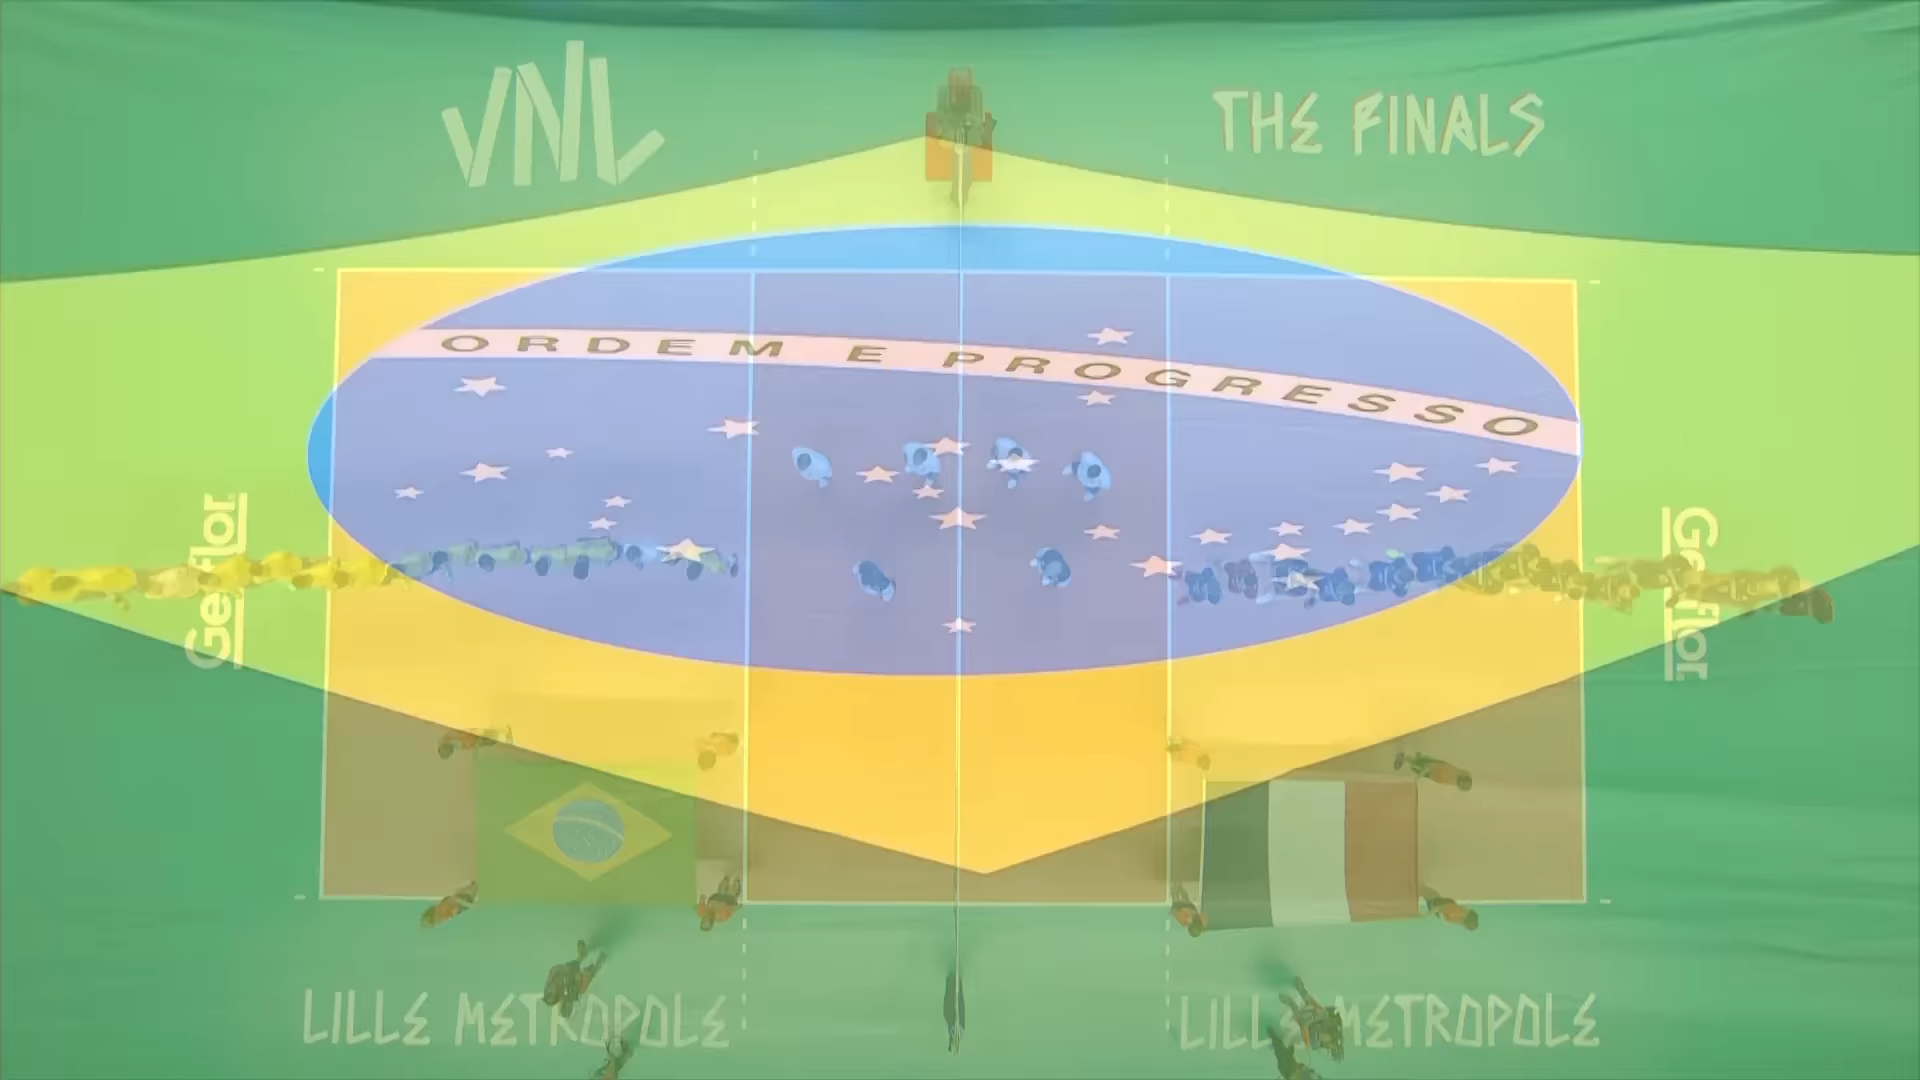 VNL
THE FINALS
ORDEM E PROGRESSO
Gerflor
Gerflor
LILLE METROPOLE
LILLE METROPOLE